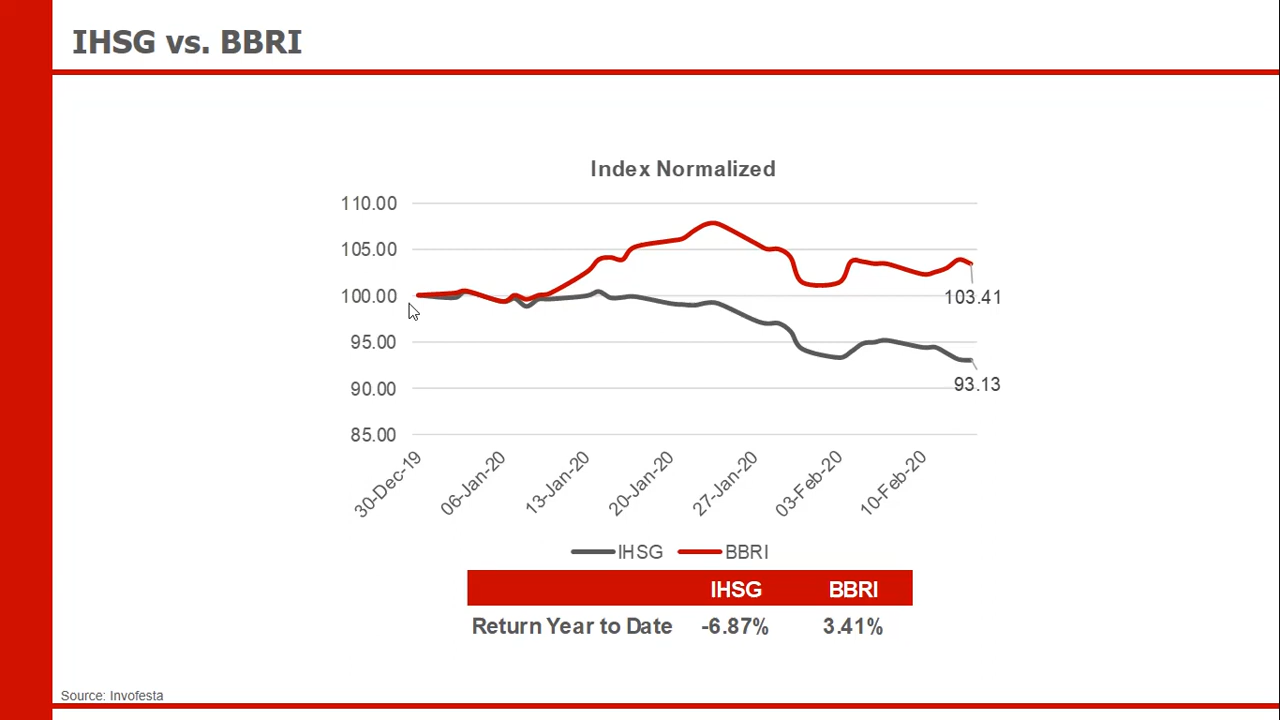 IHSG vs. BBRI
Index Normalized
110.00
105.00
100.00
95.00
90.00
85.00
103.41
93.13
30-Dec-19
06-Jan-20
13-Jan-20
20-Jan-20
27-Jan-20
03-Feb-20
10-Feb-20
IHSG BBRI
IHSG BBRI
Return Year to Date -6.87% 3.41%
Source: Invofesta